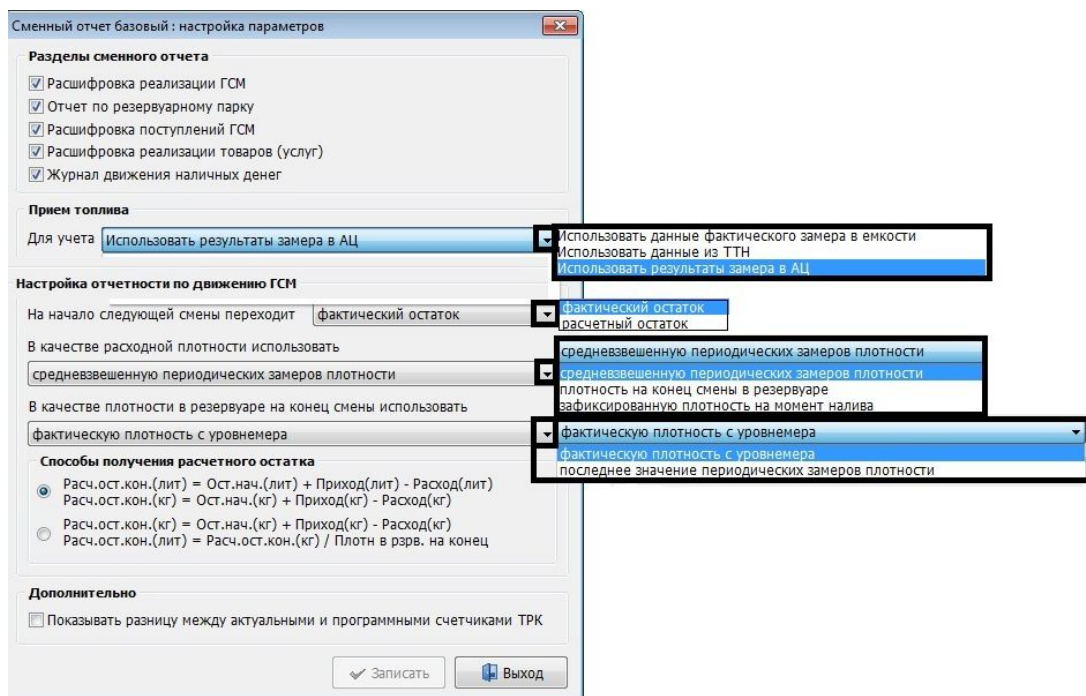 Сменный отчет базовый : настройка параметров
Разделы сменного отчета
Расшифровка реализации ГСМ
Отчет по резервуарному парку
Расшифровка поступлений ГСМ
Расшифровка реализации товаров (услуг)
Журнал движения наличных денег
Прием топлива
Для учета Использовать результаты замера в АЦ
Использовать данные фактического замера в емкости
Использовать данные из ТТН
Использовать результаты замера в АЦ
Настройка отчетности по движению ГСМ
На начало следующей смены переходит фактический остаток
фактический остаток
расчетный остаток
В качестве расходной плотности использовать
средневзвешенную периодических замеров плотности
средневзвешенную периодических замеров плотности
средневзвешенную периодических замеров плотности
плотность на конец смены в резервуаре
зафиксированную плотность на момент налива
В качестве плотности в резервуаре на конец смены использовать
фактическую плотность с уровнемера
фактическую плотность с уровнемера
фактическую плотность с уровнемера
последнее значение периодических замеров плотности
Способы получения расчетного остатка
Расч.ост.кон.(лит) = Ост.нач.(лит) + Приход(лит) - Расход(лит)
Расч.ост.кон.(кг) = Ост.нач.(кг) + Приход(кг) - Расход(кг)
Расч.ост.кон.(кг) = Ост.нач.(кг) + Приход(кг) - Расход(кг)
Расч.ост.кон.(лит) = Расч.ост.кон.(кг) / Плотн в рзрв. на конец
Дополнительно
Показывать разницу между актуальными и программными счетчиками ТРК
Записать
Выход